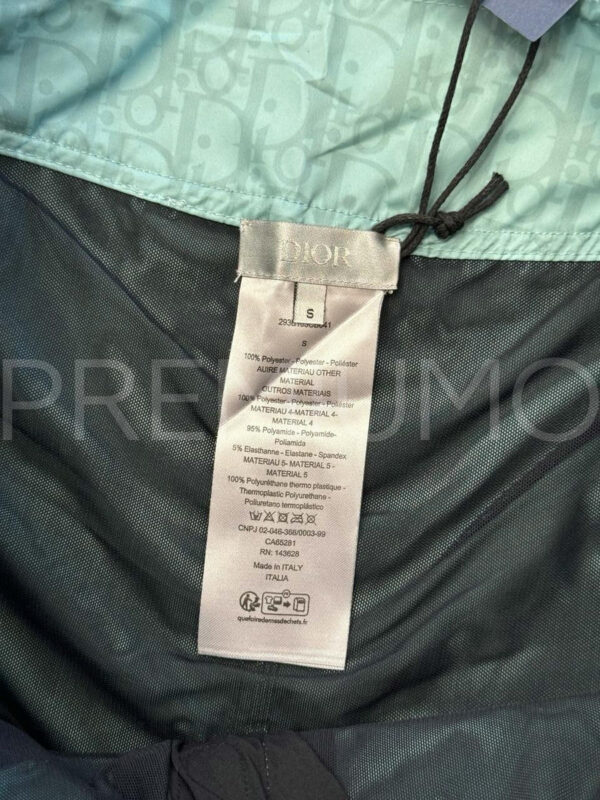 DIOR
S
S
100% Polyester - Polyester - Poliéster
AUIRE MATERIAU OTHER
MATERIAL
OUTROS MATERIAIS
100% Polyester - Polyester - Poliéster
MATERIAU 4-MATERIAL 4-
MATERIAL 4
95% Polyamide - Polyamide-
Poliamida
5% Elasthanne - Elastane - Spandex
MATERIAU 5- MATERIAL 5 -
MATERIAL 5
100% Polyuréthane thermo plastique -
Thermoplastic Polyurethane -
Poliuretano termoplástico
CNPJ 02-046-366/0003-99
CA65281
RN: 143628
Made in ITALY
ITALIA
FR
quefairedemesdechets.fr
PREMIUMO